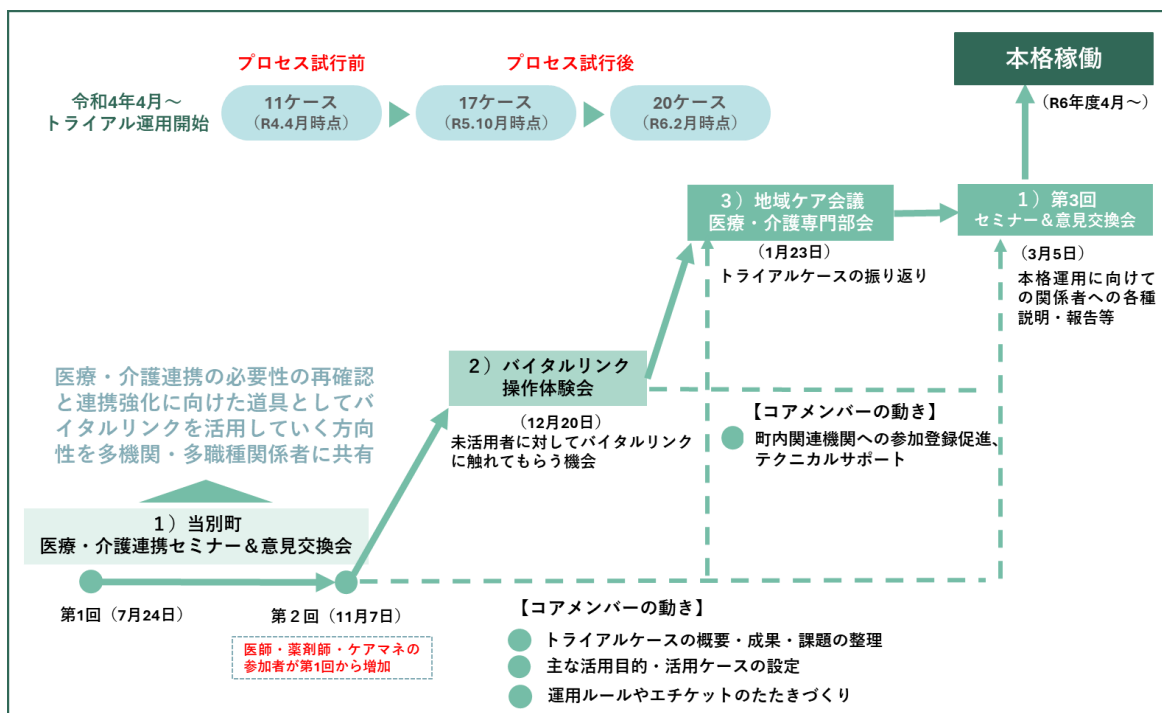 プロセス試行前
プロセス試行後
令和4年4月～
トライアル運用開始
11ケース
（R4.4月時点）
17ケース
（R5.10月時点）
20ケース
（R6.2月時点）
本格稼働
（R6年度4月～）
３）地域ケア会議
医療・介護専門部会
（1月23日）
トライアルケースの振り返り
１）第3回
セミナー＆意見交換会
（3月5日）
本格運用に向けて
の関係者への各種
説明・報告等
２）バイタルリンク
操作体験会
（12月20日）
未活用者に対してバイタルリンク
に触れてもらう機会
【コアメンバーの動き】
町内関連機関への参加登録促進、
テクニカルサポート
医療・介護連携の必要性の再確認
と連携強化に向けた道具としてバ
イタルリンクを活用していく方向
性を多機関・多職種関係者に共有
１）当別町
医療・介護連携セミナー＆意見交換会
第1回（7月24日）
第２回（11月7日）
医師・薬剤師・ケアマネの
参加者が第1回から増加
【コアメンバーの動き】
トライアルケースの概要・成果・課題の整理
主な活用目的・活用ケースの設定
運用ルールやエチケットのたたきづくり